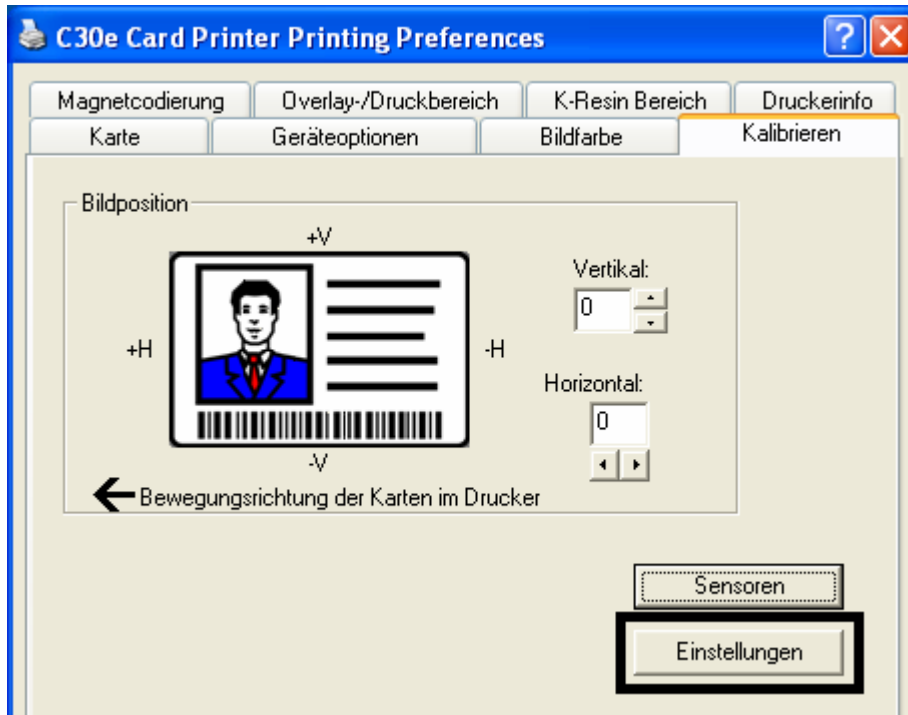 C30e Card Printer Printing Preferences
Magnetcodierung Overlay-/Druckbereich K-Resin Bereich Druckerinfo
Karte Geräteoptionen Bildfarbe Kalibrieren
Bildposition
+V
Vertikal:
0
+H -H
Horizontal:
0
-V
Bewegungsrichtung der Karten im Drucker
Sensoren
Einstellungen